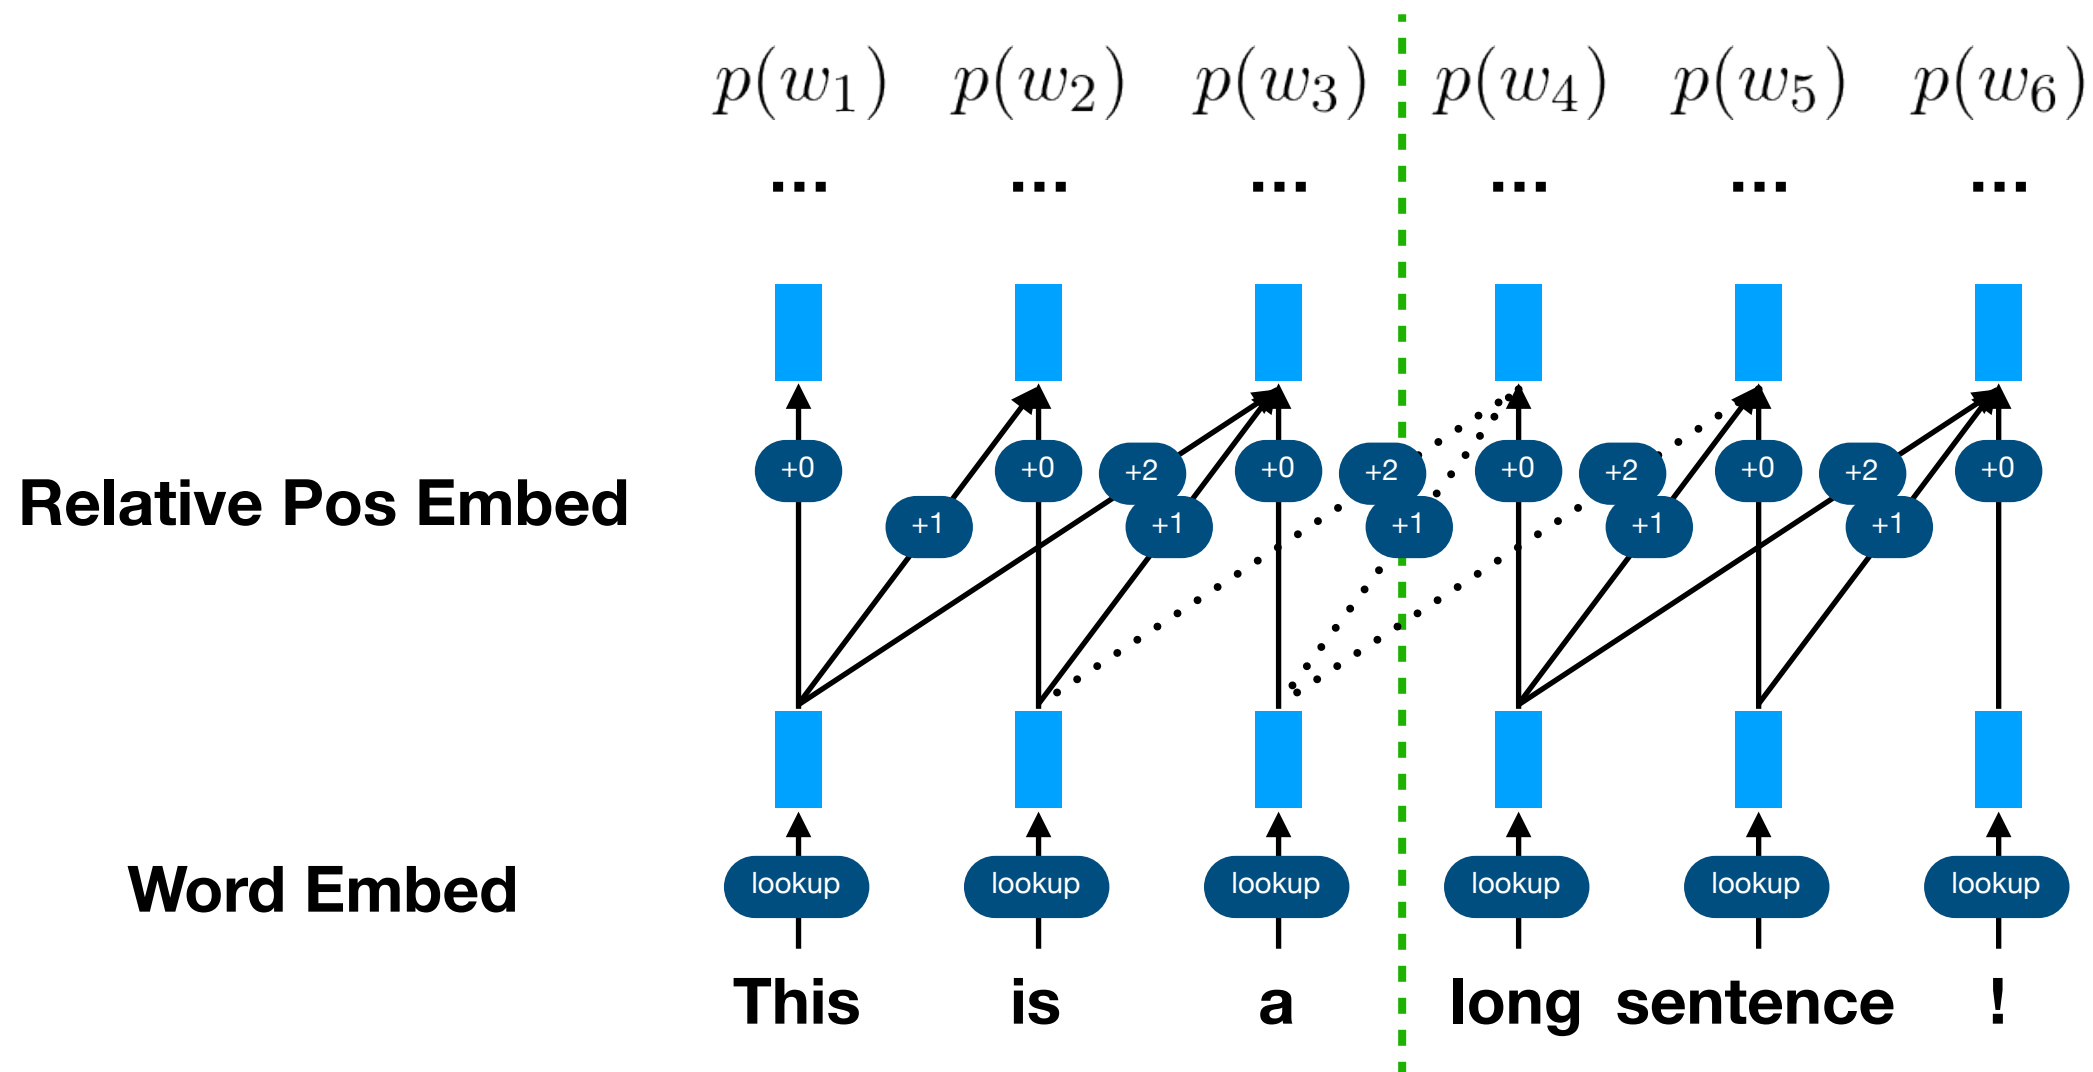 p(w₁) p(w₂) p(w₃) p(w₄) p(w₅) p(w₆)
... ... ... ... ... ...
+0 +0 +2 +0 +2 +0 +2 +0 +2 +0
Relative Pos Embed
+1 +1 +1 +1 +1
Word Embed
lookup lookup lookup lookup lookup lookup
This is a long sentence !